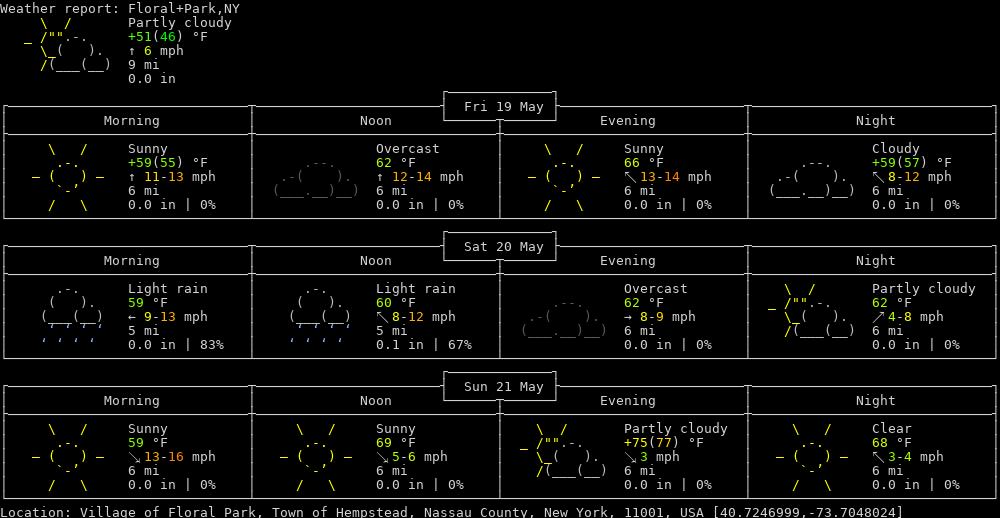 Weather report: Floral+Park,NY
Partly cloudy
+51(46) °F
↑ 6 mph
9 mi
0.0 in
Fri 19 May
Morning Noon Evening Night
Sunny Overcast Sunny Cloudy
+59(55) °F 62 °F 66 °F +59(57) °F
↑ 11-13 mph ↑ 12-14 mph ↖ 13-14 mph ↖ 8-12 mph
6 mi 6 mi 6 mi 6 mi
0.0 in | 0% 0.0 in | 0% 0.0 in | 0% 0.0 in | 0%
Sat 20 May
Morning Noon Evening Night
Light rain Light rain Overcast Partly cloudy
59 °F 60 °F 62 °F 62 °F
← 9-13 mph ↖ 8-12 mph → 8-9 mph ↗ 4-8 mph
5 mi 5 mi 6 mi 6 mi
0.0 in | 83% 0.1 in | 67% 0.0 in | 0% 0.0 in | 0%
Sun 21 May
Morning Noon Evening Night
Sunny Sunny Partly cloudy Clear
59 °F 69 °F +75(77) °F 68 °F
↘ 13-16 mph ↘ 5-6 mph ↘ 3 mph ↖ 3-4 mph
6 mi 6 mi 6 mi 6 mi
0.0 in | 0% 0.0 in | 0% 0.0 in | 0% 0.0 in | 0%
Location: Village of Floral Park, Town of Hempstead, Nassau County, New York, 11001, USA [40.7246999,-73.7048024]